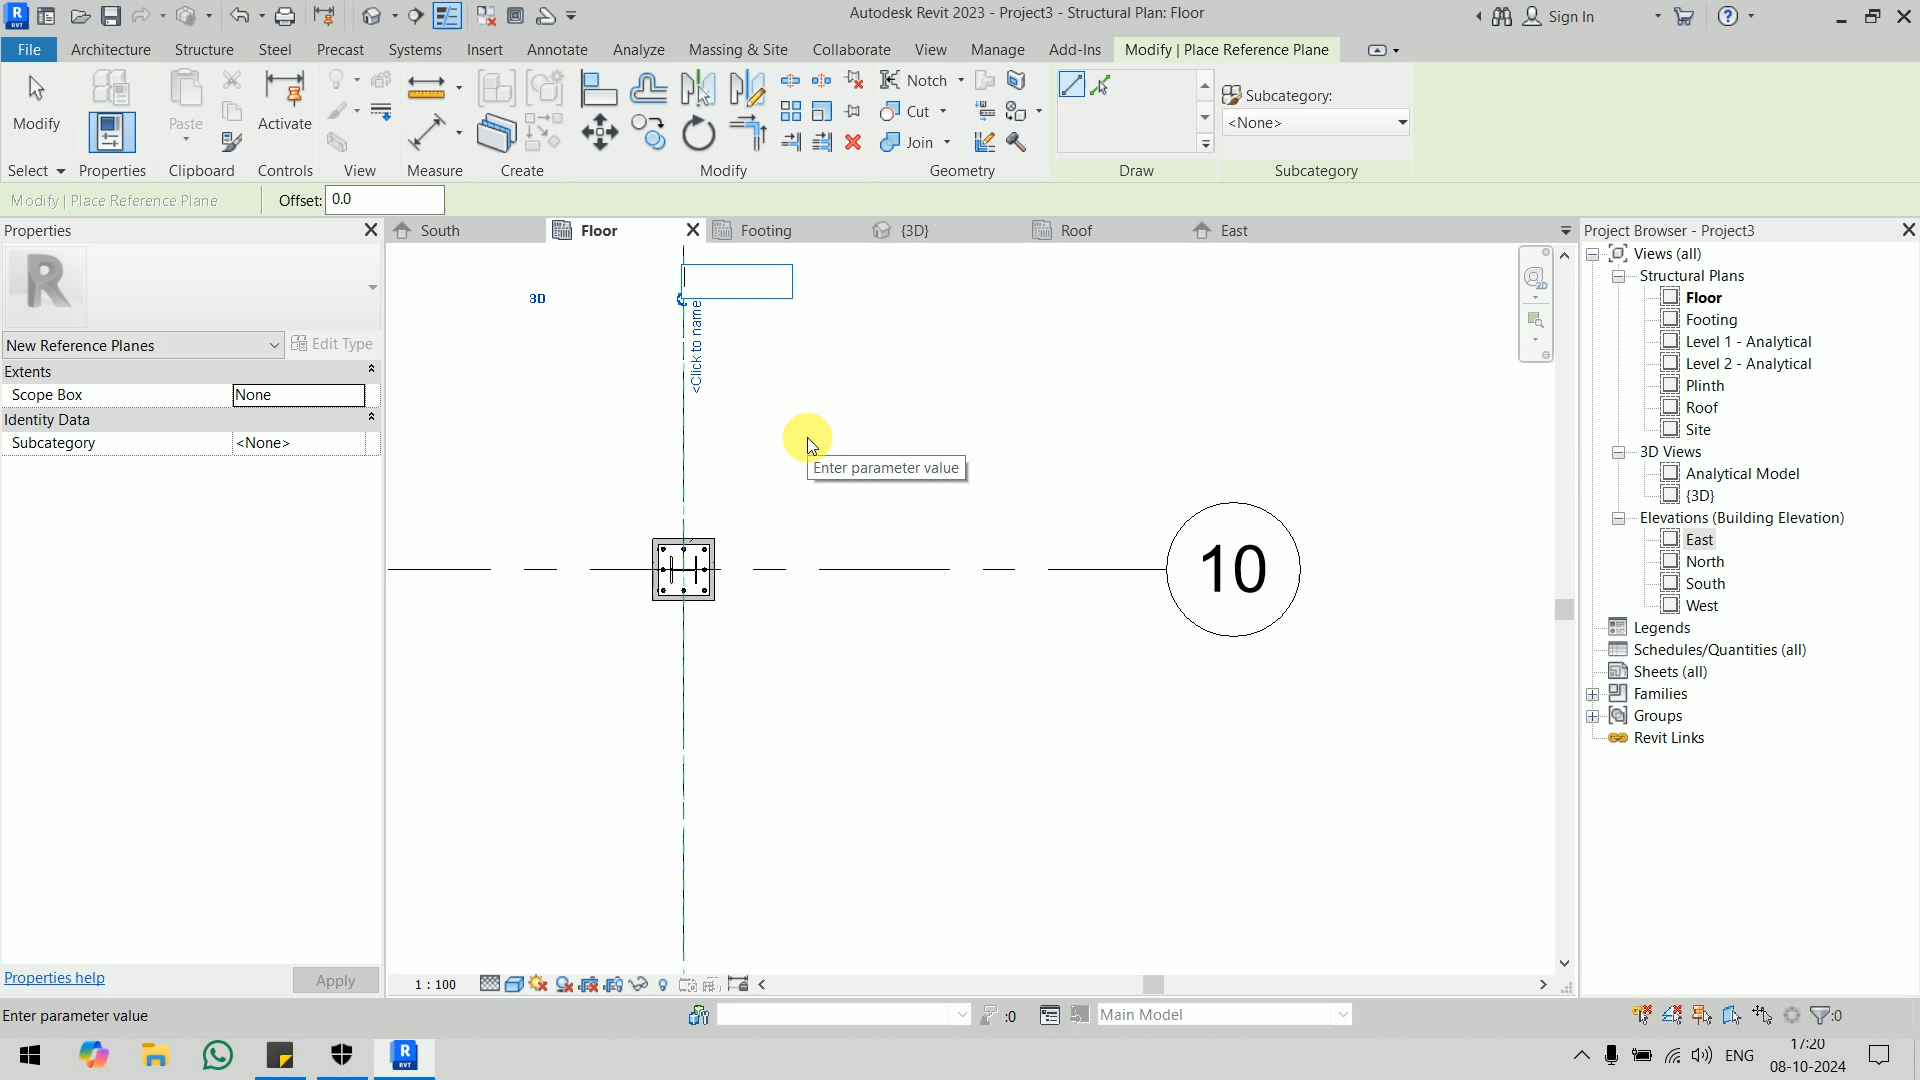 Autodesk Revit 2023 - Project3 - Structural Plan: Floor
Sign In
File Architecture Structure Steel Precast Systems Insert Annotate Analyze Massing & Site Collaborate View Manage Add-Ins Modify | Place Reference Plane
Modify
Paste
Activate
Notch
Cut
Join
Subcategory:
<None>
Select Properties Clipboard Controls View Measure Create Modify Geometry Draw Subcategory
Modify | Place Reference Plane Offset: 0.0
Properties
South Floor Footing {3D} Roof East
Project Browser - Project3
New Reference Planes
Edit Type
Extents
Scope Box None
Identity Data
Subcategory <None>
3D
<Click to name
Enter parameter value
10
Views (all)
Structural Plans
Floor
Footing
Level 1 - Analytical
Level 2 - Analytical
Plinth
Roof
Site
3D Views
Analytical Model
{3D}
Elevations (Building Elevation)
East
North
South
West
Legends
Schedules/Quantities (all)
Sheets (all)
Families
Groups
Revit Links
Properties help
Apply
1 : 100
Enter parameter value
:0
Main Model
:0
ENG
17:20
08-10-2024